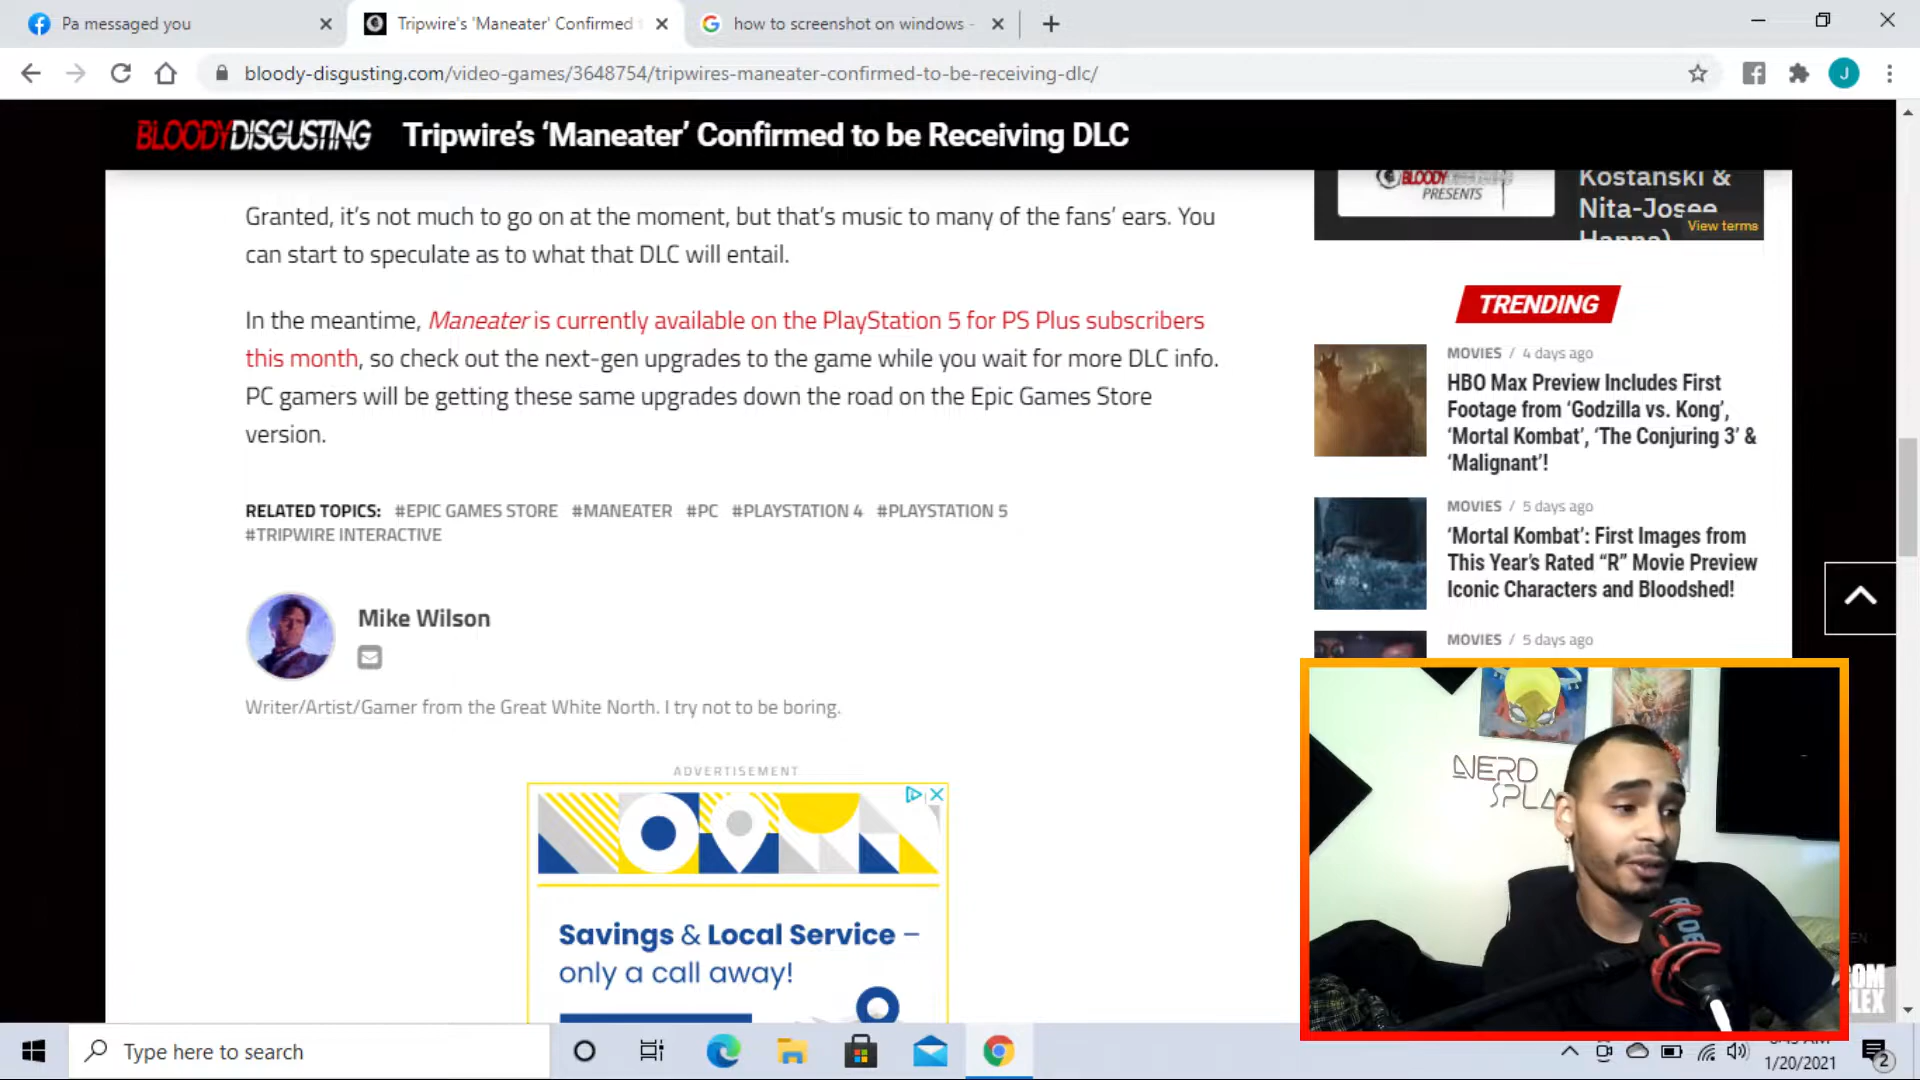 Pa messaged you
Tripwire's 'Maneater' Confirmed
how to screenshot on windows -
bloody-disgusting.com/video-games/3648754/tripwires-maneater-confirmed-to-be-receiving-dlc/
J
BLOODY DISGUSTING
Tripwire's 'Maneater' Confirmed to be Receiving DLC
Granted, it's not much to go on at the moment, but that's music to many of the fans' ears. You
can start to speculate as to what that DLC will entail.
In the meantime, Maneater is currently available on the PlayStation 5 for PS Plus subscribers
this month, so check out the next-gen upgrades to the game while you wait for more DLC info.
PC gamers will be getting these same upgrades down the road on the Epic Games Store
version.
RELATED TOPICS: #EPIC GAMES STORE #MANEATER #PC #PLAYSTATION 4 #PLAYSTATION 5
#TRIPWIRE INTERACTIVE
Mike Wilson
Writer/Artist/Gamer from the Great White North. I try not to be boring.
ADVERTISEMENT
Savings & Local Service –
only a call away!
BLOODY DISGUSTING
PRESENTS
Kostanski &
Nita-Josee
Hanna)
View terms
TRENDING
MOVIES / 4 days ago
HBO Max Preview Includes First
Footage from 'Godzilla vs. Kong',
'Mortal Kombat', 'The Conjuring 3' &
'Malignant'!
MOVIES / 5 days ago
'Mortal Kombat': First Images from
This Year's Rated "R" Movie Preview
Iconic Characters and Bloodshed!
MOVIES / 5 days ago
NERD
SPLA
RODE
Type here to search
1/20/2021
2